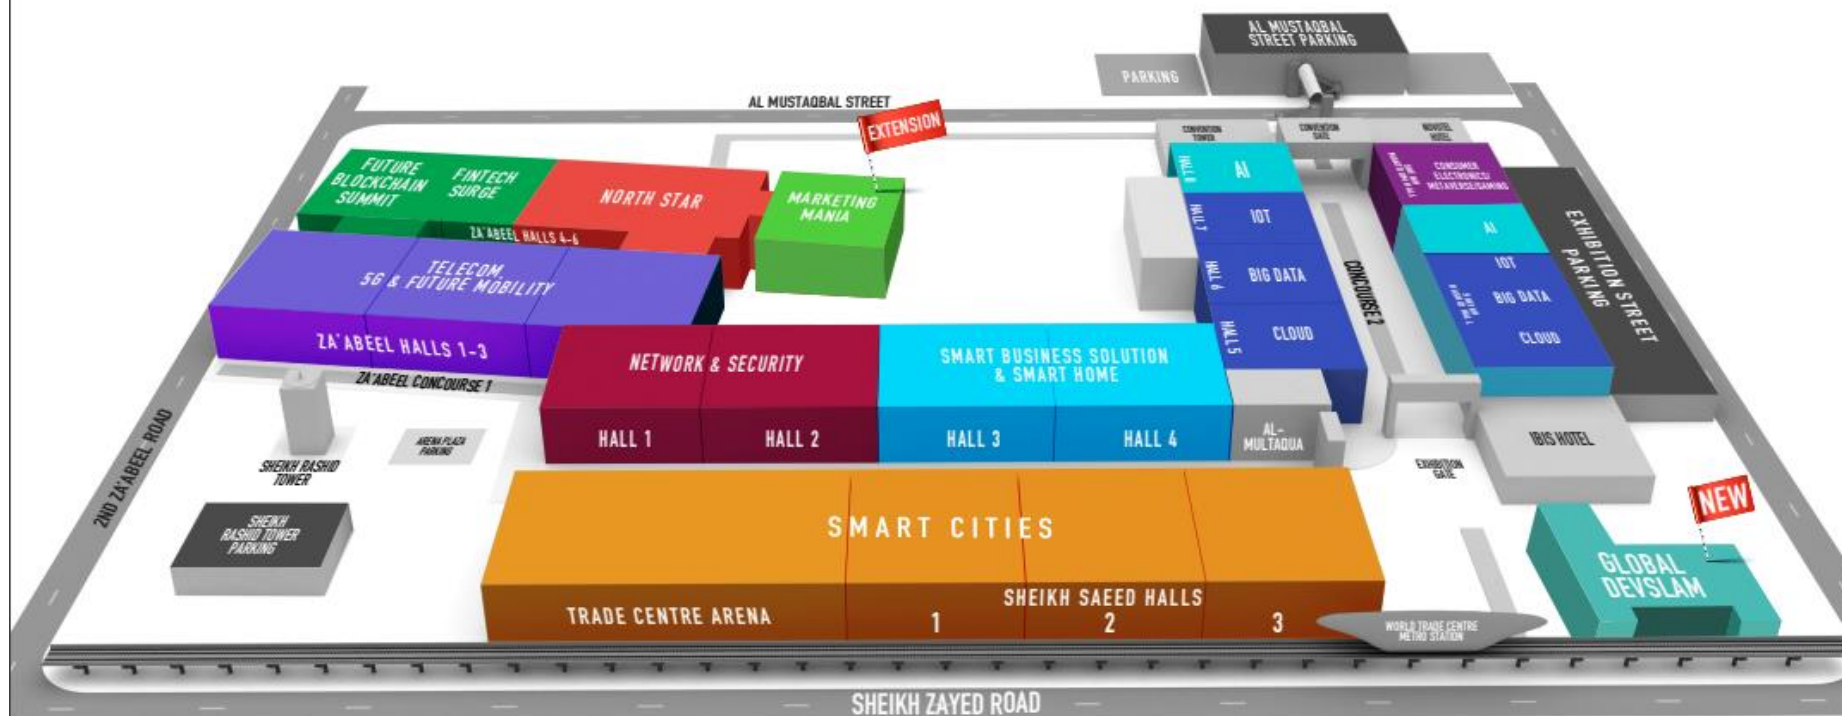 AL MUSTAQBAL
STREET PARKING
PARKING
AL MUSTAQBAL STREET
EXTENSION
CONVENTION
TOWER
CONVENTION
GATE
NOVOTEL
HOTEL
FUTURE
BLOCKCHAIN
SUMMIT
FINTECH
SURGE
NORTH STAR
ZA'ABEEL HALLS 4-6
MARKETING
MANIA
HALL 8
AI
HALL 7
IOT
HALL 6
BIG DATA
HALL 5
CLOUD
CONCOURSE 2
CONSUMER
ELECTRONICS/
METAVERSE/GAMING
AI
IOT
BIG DATA
CLOUD
EXHIBITION STREET
PARKING
TELECOM,
5G & FUTURE MOBILITY
ZA'ABEEL HALLS 1-3
ZA'ABEEL CONCOURSE 1
NETWORK & SECURITY
HALL 1
HALL 2
SMART BUSINESS SOLUTION
& SMART HOME
HALL 3
HALL 4
AL-
MULTAQUA
IBIS HOTEL
EXHIBITION
GATE
2ND ZA'ABEEL ROAD
SHEIKH RASHID
TOWER
ARENA PLAZA
PARKING
SHEIKH
RASHID TOWER
PARKING
SMART CITIES
TRADE CENTRE ARENA
SHEIKH SAEED HALLS
1
2
3
NEW
GLOBAL
DEVSLAM
WORLD TRADE CENTRE
METRO STATION
SHEIKH ZAYED ROAD